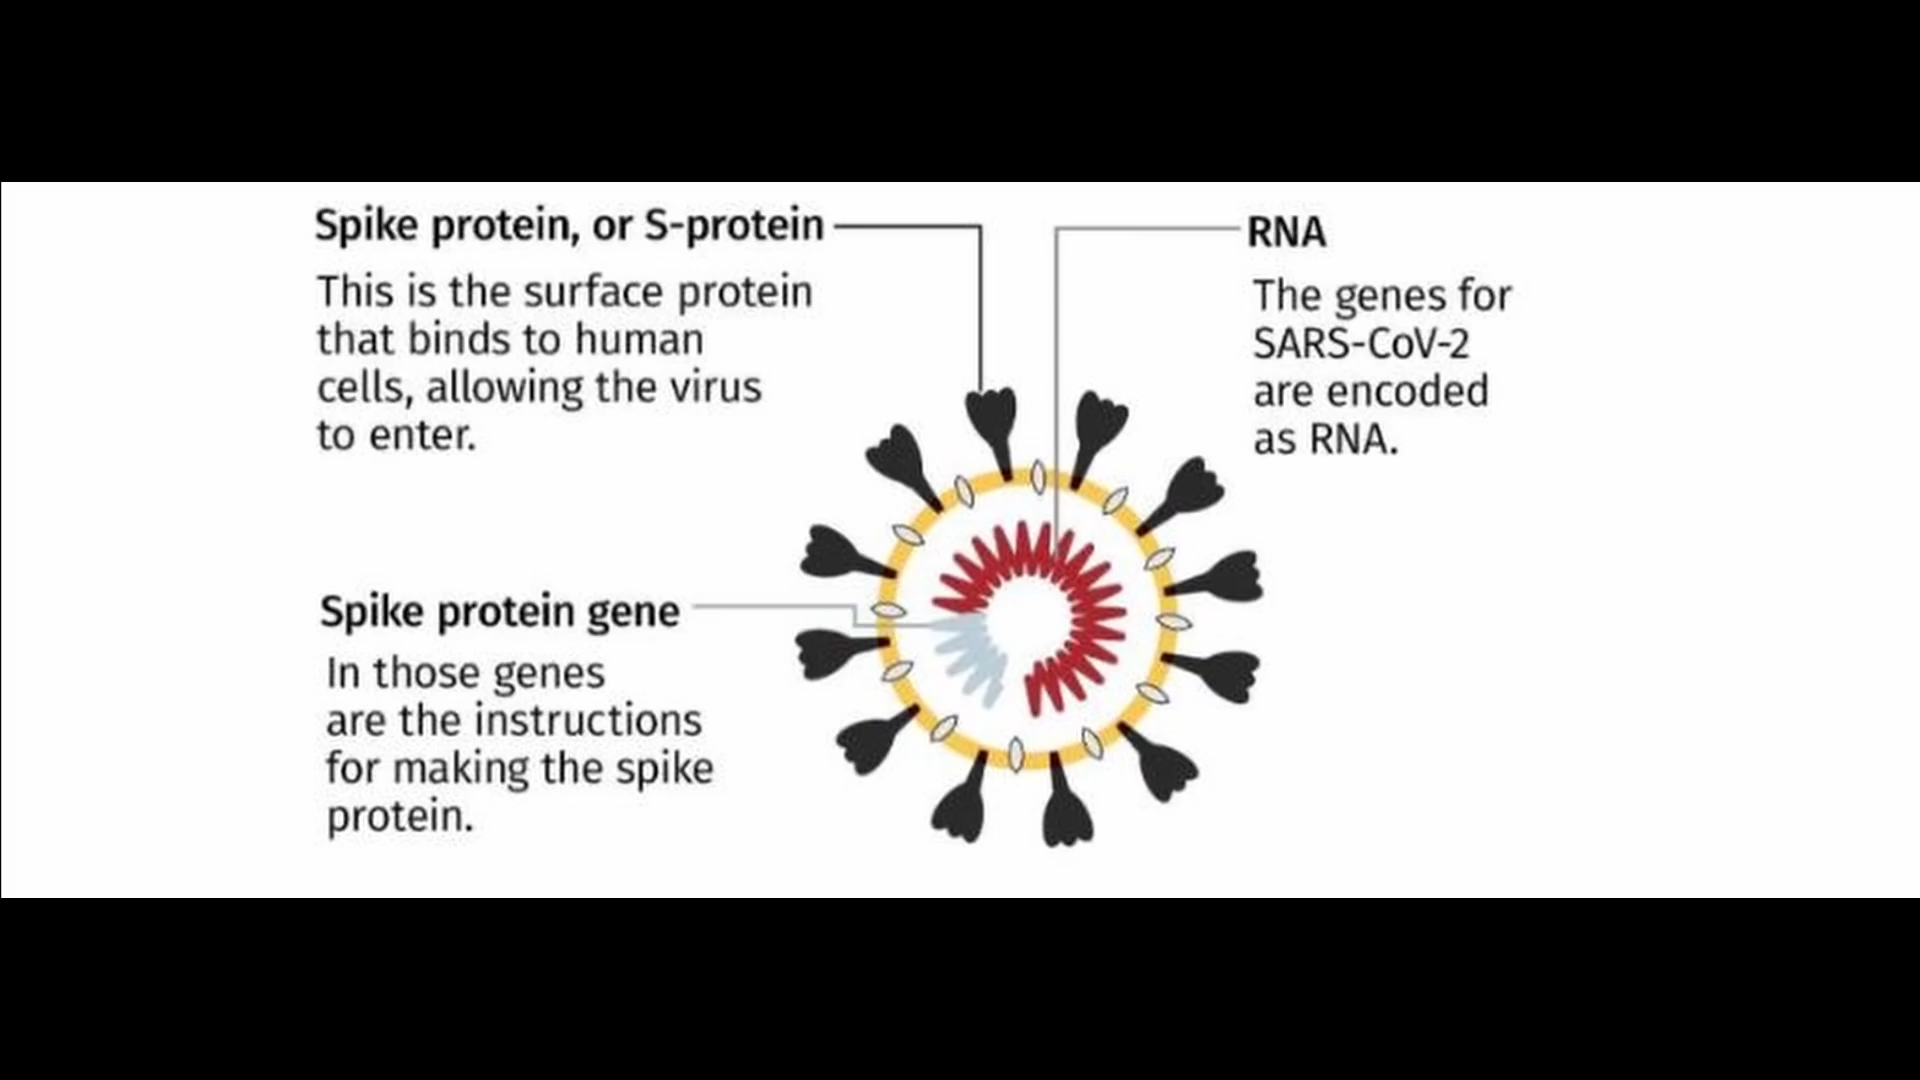 Spike protein, or S-protein
This is the surface protein
that binds to human
cells, allowing the virus
to enter.
RNA
The genes for
SARS-CoV-2
are encoded
as RNA.
Spike protein gene
In those genes
are the instructions
for making the spike
protein.